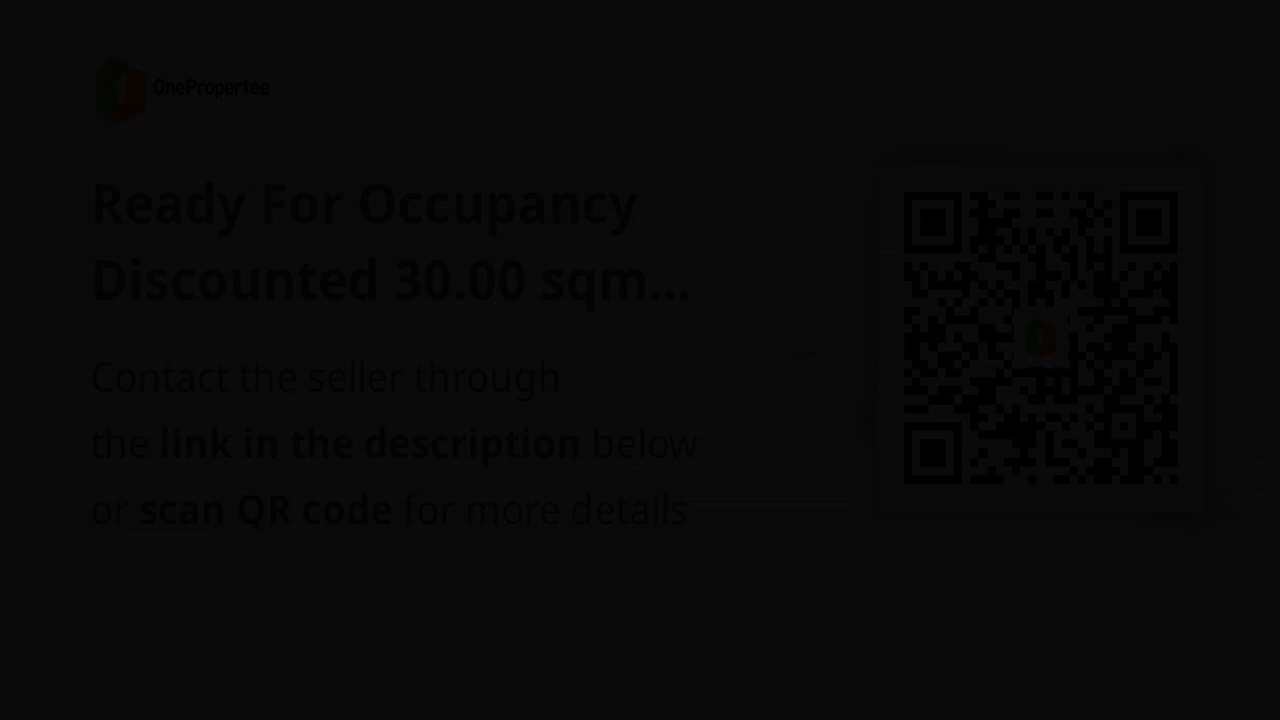 OnePropertee
Ready For Occupancy
Discounted 30.00 sqm...
Contact the seller through
the link in the description below
or scan QR code for more details